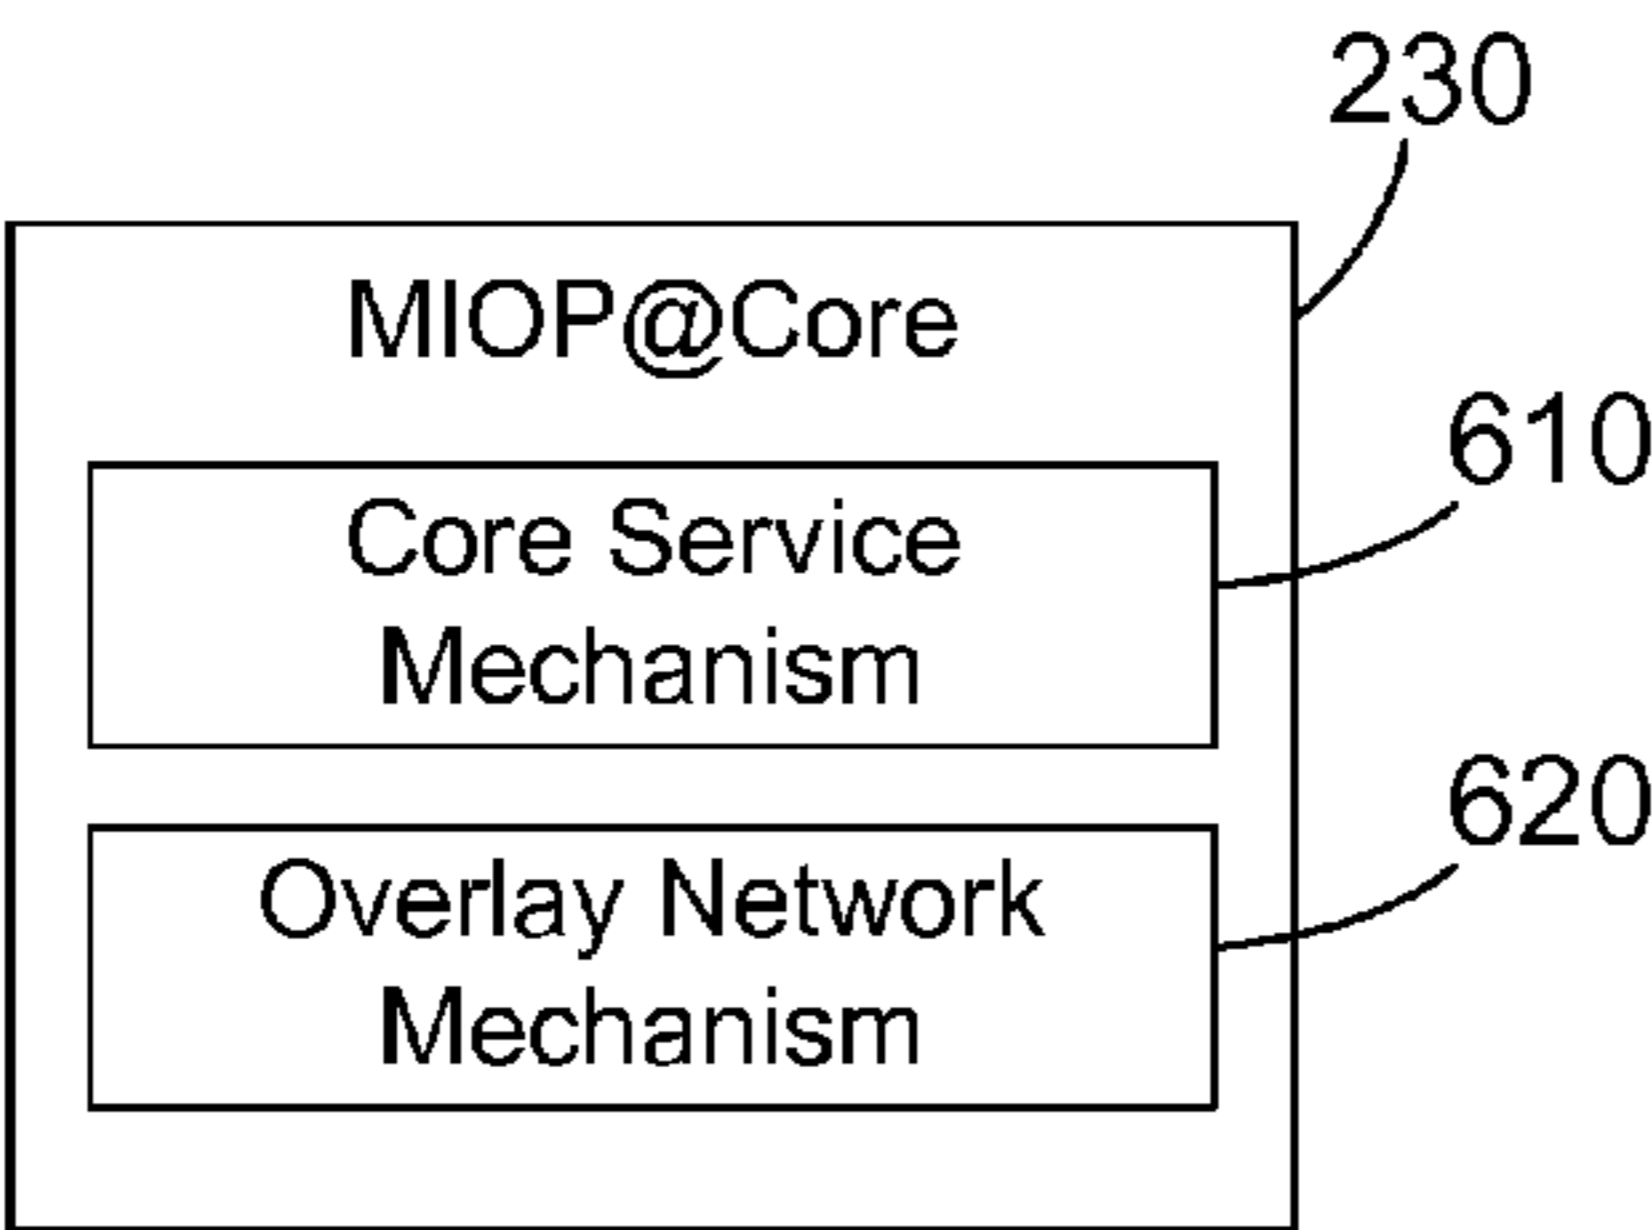 230
MIOP@Core
610
Core Service
Mechanism
620
Overlay Network
Mechanism